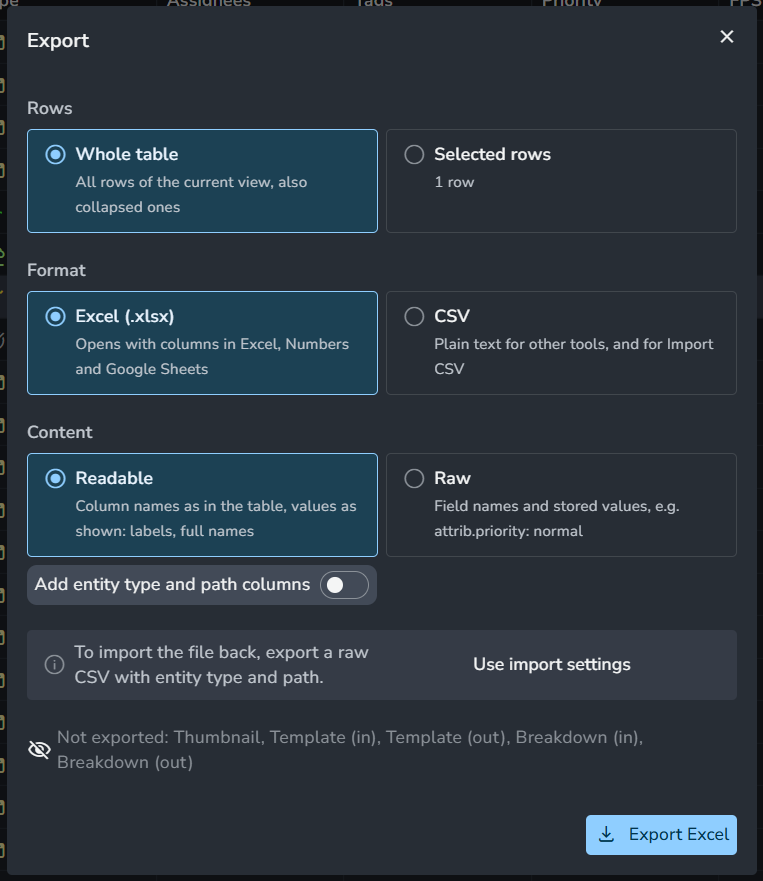 Assignees
Tags
Priority
FPS
Export
Rows
Whole table
All rows of the current view, also
collapsed ones
Selected rows
1 row
Format
Excel (.xlsx)
Opens with columns in Excel, Numbers
and Google Sheets
CSV
Plain text for other tools, and for Import
CSV
Content
Readable
Column names as in the table, values as
shown: labels, full names
Raw
Field names and stored values, e.g.
attrib.priority: normal
Add entity type and path columns
To import the file back, export a raw
CSV with entity type and path.
Use import settings
Not exported: Thumbnail, Template (in), Template (out), Breakdown (in),
Breakdown (out)
Export Excel